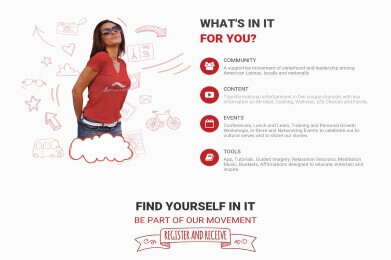 WHAT'S IN IT
FOR YOU?
COMMUNITY
A supportive movement of sisterhood and leadership among
American Latinas, locally and nationally
CONTENT
Transformational entertainment in five unique channels with key
information on Mindset, Cooking, Wellness, Life Choices and Family
EVENTS
Conferences, Lunch and Learn, Training and Personal Growth
Workshops, In-Store and Networking Events to celebrate our bi-
cultural selves and to share our stories
TOOLS
App, Tutorials, Guided Imagery, Relaxation Sessions, Meditation
Music, Booklets, Affirmations designed to educate, entertain and
inspire
FIND YOURSELF IN IT
BE PART OF OUR MOVEMENT
REGISTER AND RECEIVE